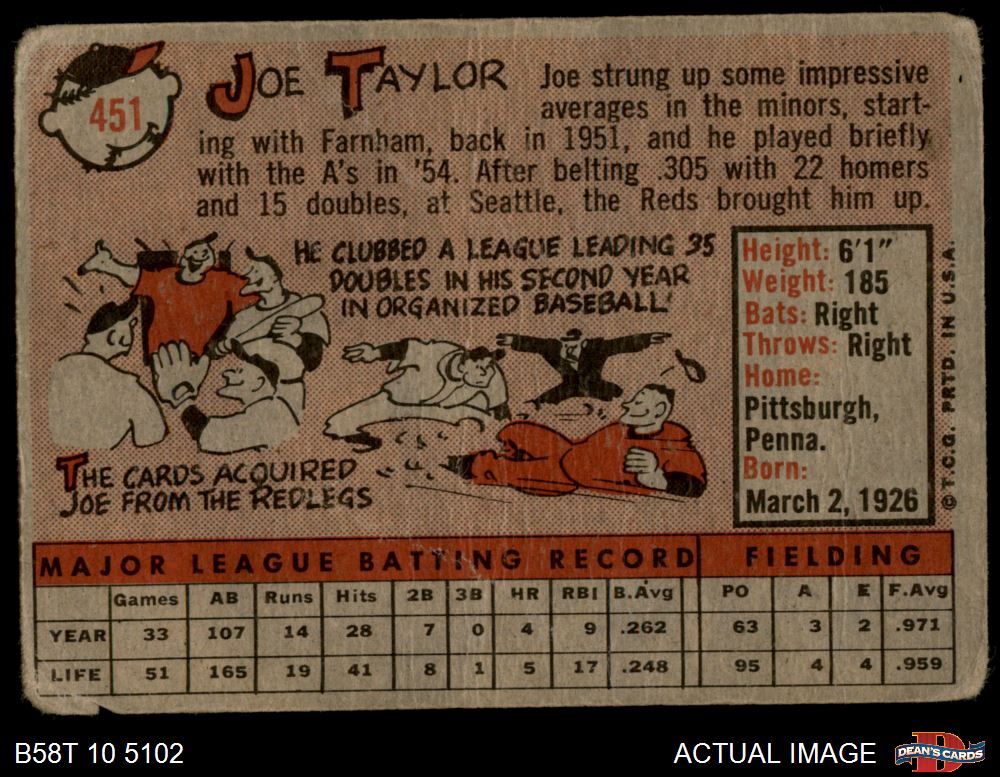 451
JOE TAYLOR
Joe strung up some impressive
averages in the minors, start-
ing with Farnham, back in 1951, and he played briefly
with the A's in '54. After belting .305 with 22 homers
and 15 doubles, at Seattle, the Reds brought him up.
HE CLUBBED A LEAGUE LEADING 35
DOUBLES IN HIS SECOND YEAR
IN ORGANIZED BASEBALL!
THE CARDS ACQUIRED
JOE FROM THE REDLEGS
Height: 6'1"
Weight: 185
Bats: Right
Throws: Right
Home:
Pittsburgh,
Penna.
Born:
March 2, 1926
© T.C.G. PRTD. IN U.S.A.
MAJOR LEAGUE BATTING RECORD FIELDING
Games AB Runs Hits 2B 3B HR RBI B.Avg PO A E F.Avg
YEAR 33 107 14 28 7 0 4 9 .262 63 3 2 .971
LIFE 51 165 19 41 8 1 5 17 .248 95 4 4 .959
B58T 10 5102
ACTUAL IMAGE
D
DEAN'S CARDS